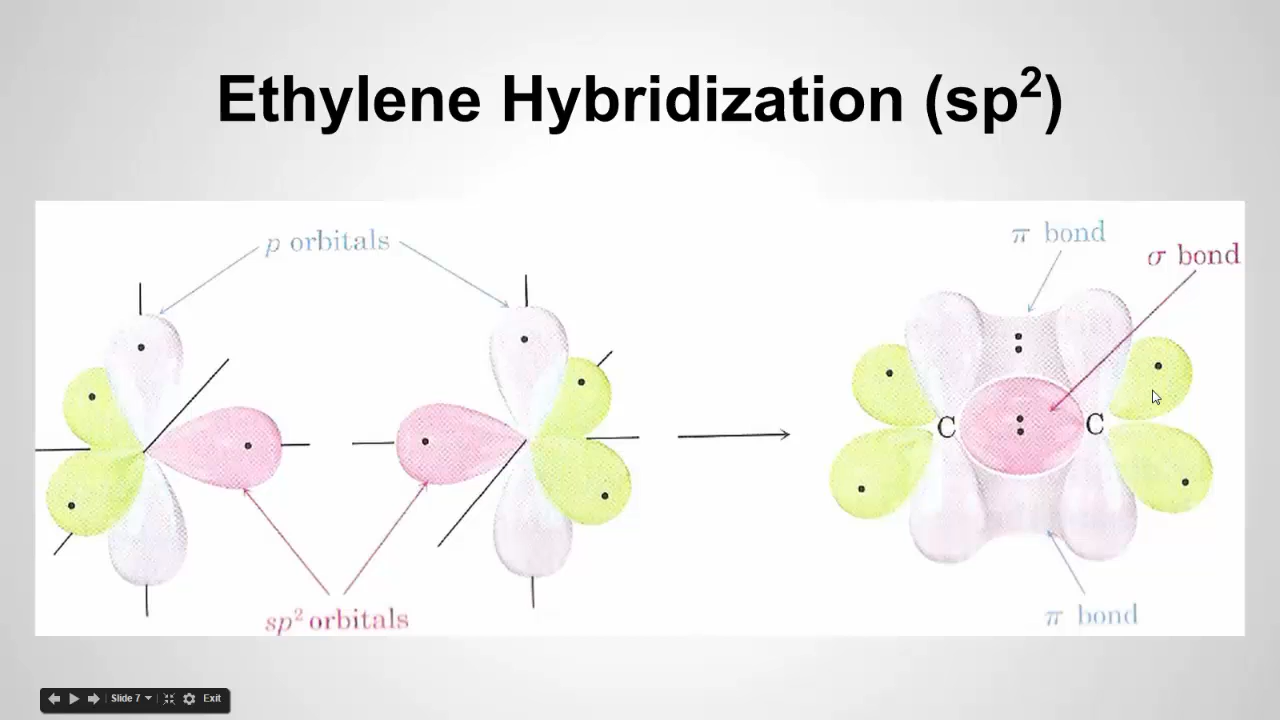 Ethylene Hybridization (sp²)
p orbitals
π bond
σ bond
C C
sp² orbitals
π bond
Slide 7 Exit